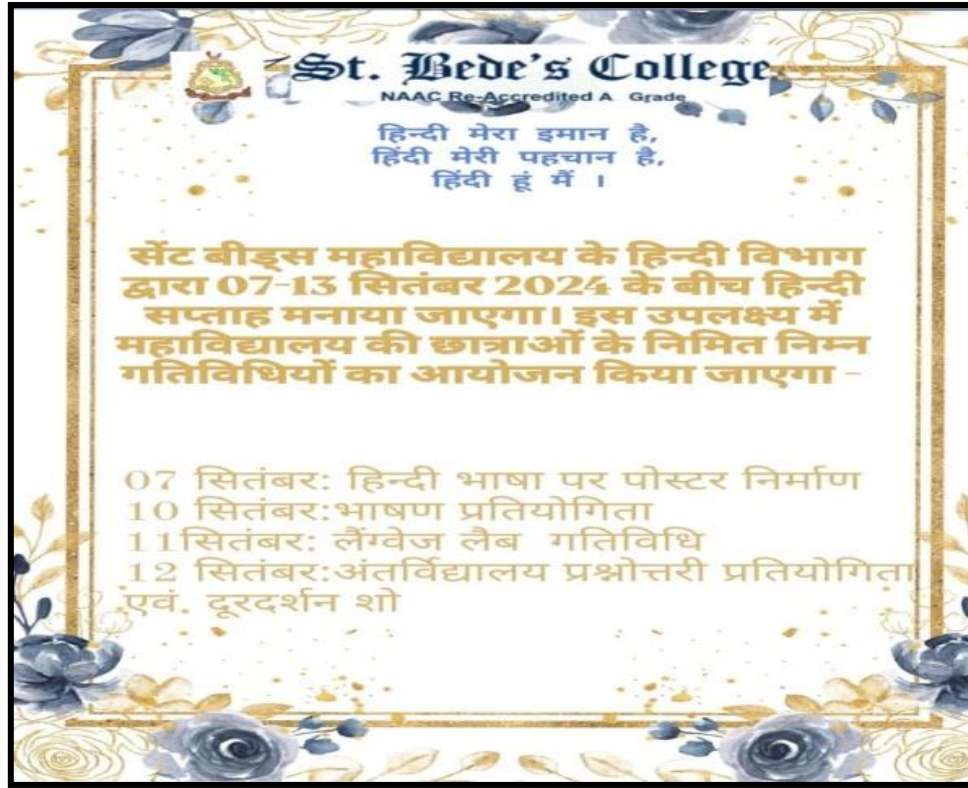 St. Bede's College
NAAC Re-Accredited A Grade
हिन्दी मेरा इमान है,
हिंदी मेरी पहचान है,
हिंदी हूं मैं ।
सेंट बीड्स महाविद्यालय के हिन्दी विभाग
द्वारा 07-13 सितंबर 2024 के बीच हिन्दी
सप्ताह मनाया जाएगा। इस उपलक्ष्य में
महाविद्यालय की छात्राओं के निमित निम्न
गतिविधियों का आयोजन किया जाएगा -
07 सितंबर: हिन्दी भाषा पर पोस्टर निर्माण
10 सितंबर:भाषण प्रतियोगिता
11सितंबर: लैंग्वेज लैब गतिविधि
12 सितंबर:अंतर्विद्यालय प्रश्नोत्तरी प्रतियोगिता
एवं. दूरदर्शन शो